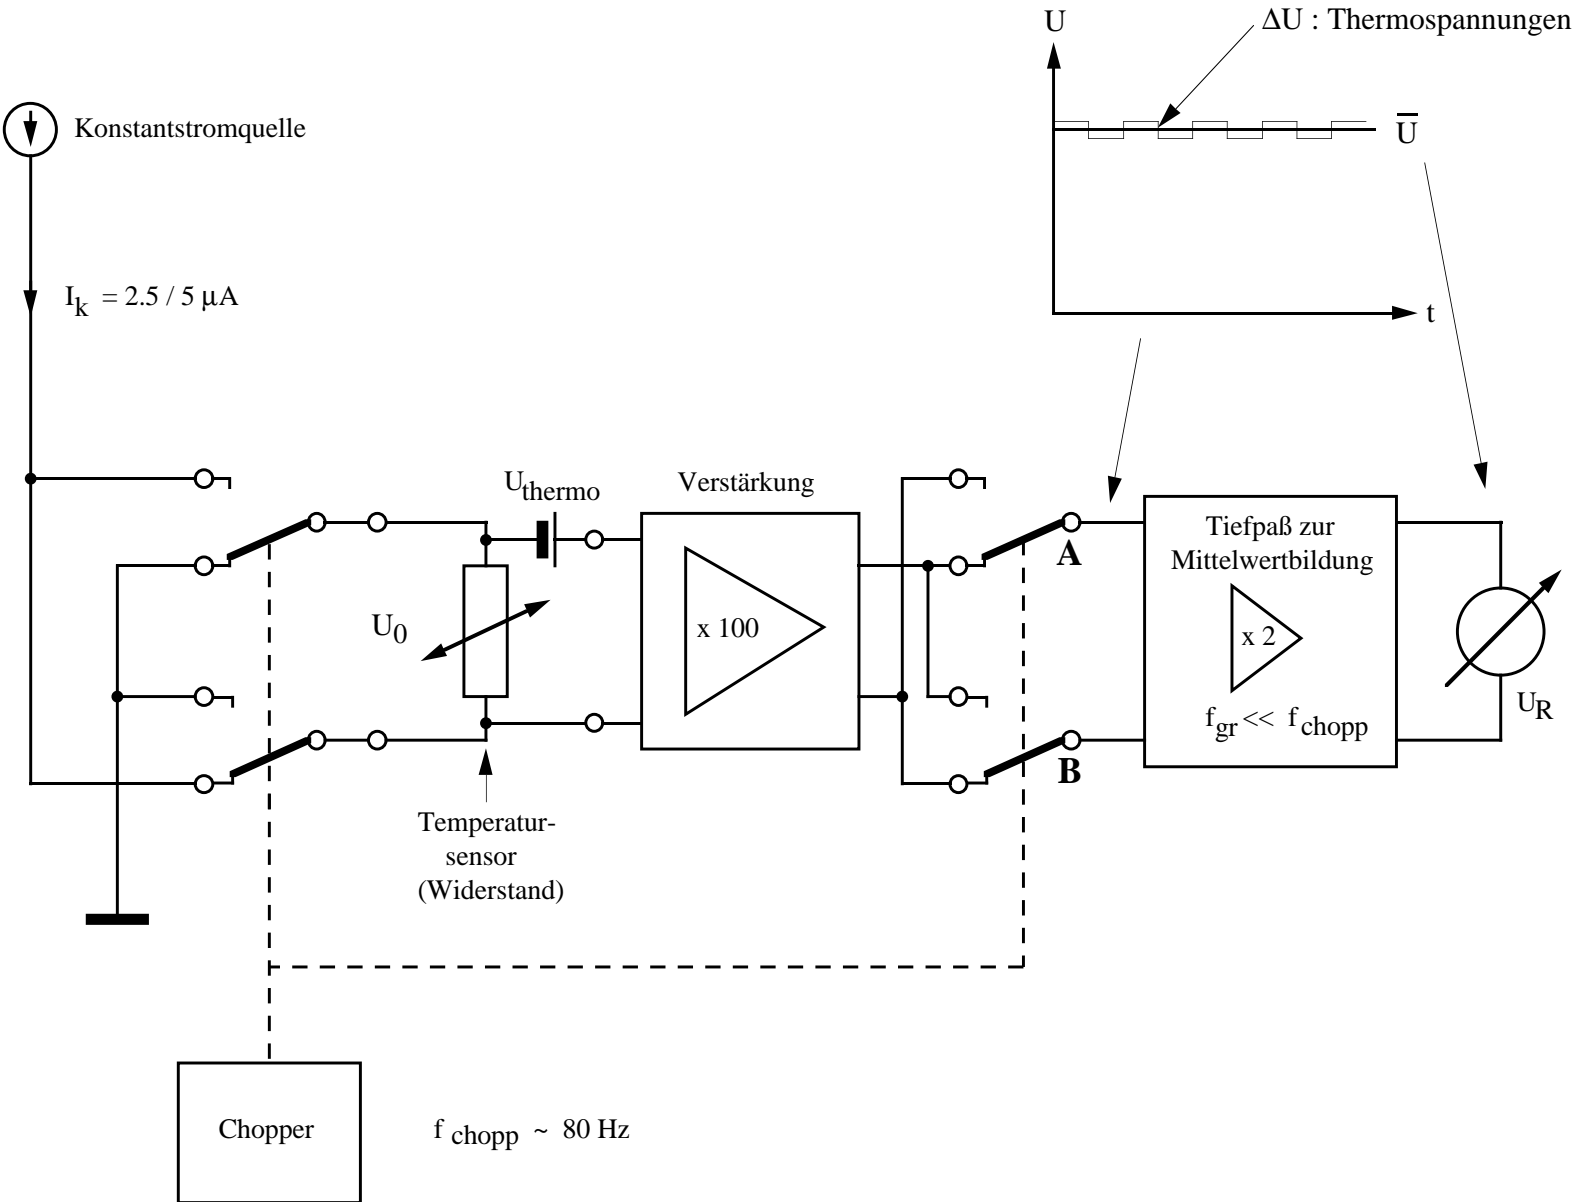 U
ΔU : Thermospannungen
U̅
t
Konstantstromquelle
I_k = 2.5 / 5 μA
U_thermo
Verstärkung
x 100
U_0
A
B
Tiefpaß zur
Mittelwertbildung
x 2
f_gr << f_chopp
U_R
Temperatur-
sensor
(Widerstand)
Chopper
f_chopp ~ 80 Hz